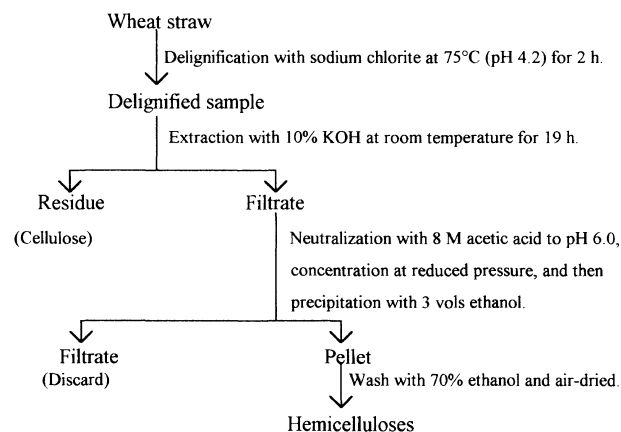 Wheat straw
Delignification with sodium chlorite at 75°C (pH 4.2) for 2 h.
Delignified sample
Extraction with 10% KOH at room temperature for 19 h.
Residue
Filtrate
(Cellulose)
Neutralization with 8 M acetic acid to pH 6.0,
concentration at reduced pressure, and then
precipitation with 3 vols ethanol.
Filtrate
Pellet
(Discard)
Wash with 70% ethanol and air-dried.
Hemicelluloses